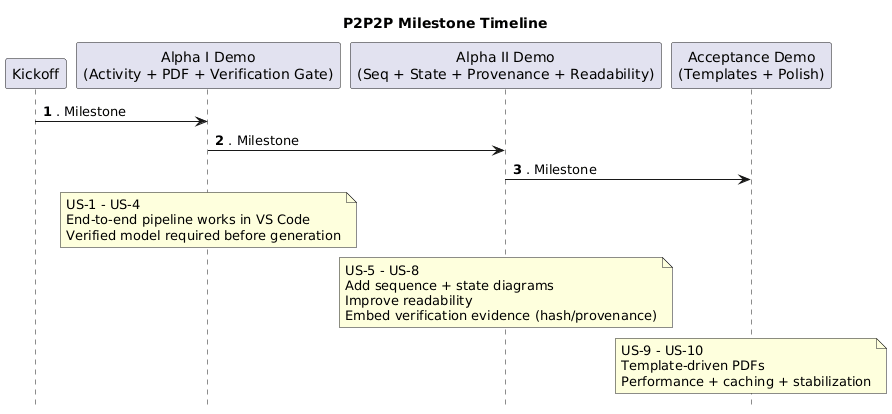 P2P2P Milestone Timeline
Kickoff
Alpha I Demo
(Activity + PDF + Verification Gate)
Alpha II Demo
(Seq + State + Provenance + Readability)
Acceptance Demo
(Templates + Polish)
1 . Milestone
2 . Milestone
3 . Milestone
US-1 - US-4
End-to-end pipeline works in VS Code
Verified model required before generation
US-5 - US-8
Add sequence + state diagrams
Improve readability
Embed verification evidence (hash/provenance)
US-9 - US-10
Template-driven PDFs
Performance + caching + stabilization